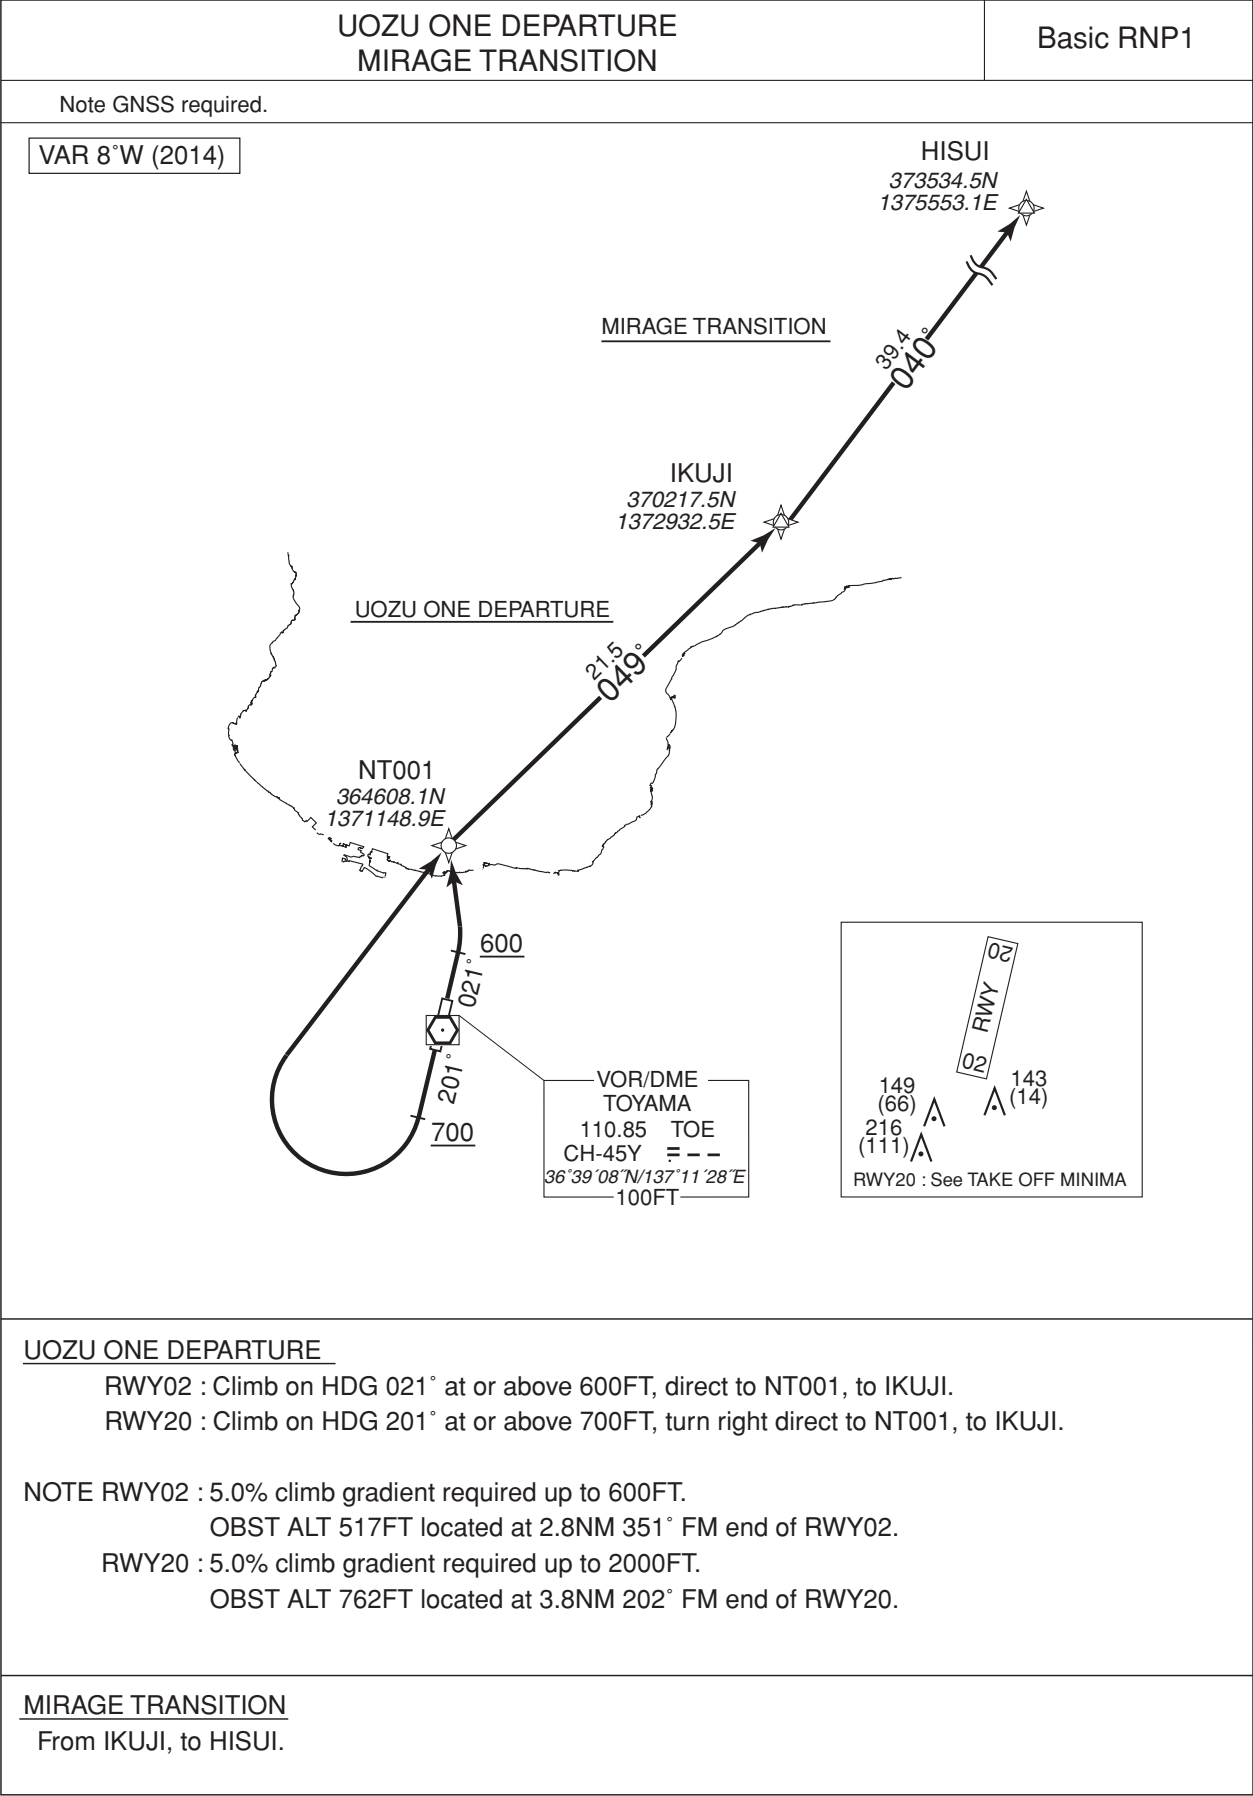 UOZU ONE DEPARTURE
MIRAGE TRANSITION
Basic RNP1
Note GNSS required.
VAR 8˚W (2014)
HISUI
373534.5N
1375553.1E
MIRAGE TRANSITION
39.4
040˚
IKUJI
370217.5N
1372932.5E
UOZU ONE DEPARTURE
21.5
049˚
NT001
364608.1N
1371148.9E
600
021˚
201˚
700
VOR/DME
TOYAMA
110.85 TOE
CH-45Y
36˚39´08˝N/137˚11´28˝E
100FT
20
RWY
02
149
(66)
143
(14)
216
(111)
RWY20 : See TAKE OFF MINIMA
UOZU ONE DEPARTURE
RWY02 : Climb on HDG 021˚ at or above 600FT, direct to NT001, to IKUJI.
RWY20 : Climb on HDG 201˚ at or above 700FT, turn right direct to NT001, to IKUJI.
NOTE RWY02 : 5.0% climb gradient required up to 600FT.
OBST ALT 517FT located at 2.8NM 351˚ FM end of RWY02.
RWY20 : 5.0% climb gradient required up to 2000FT.
OBST ALT 762FT located at 3.8NM 202˚ FM end of RWY20.
MIRAGE TRANSITION
From IKUJI, to HISUI.